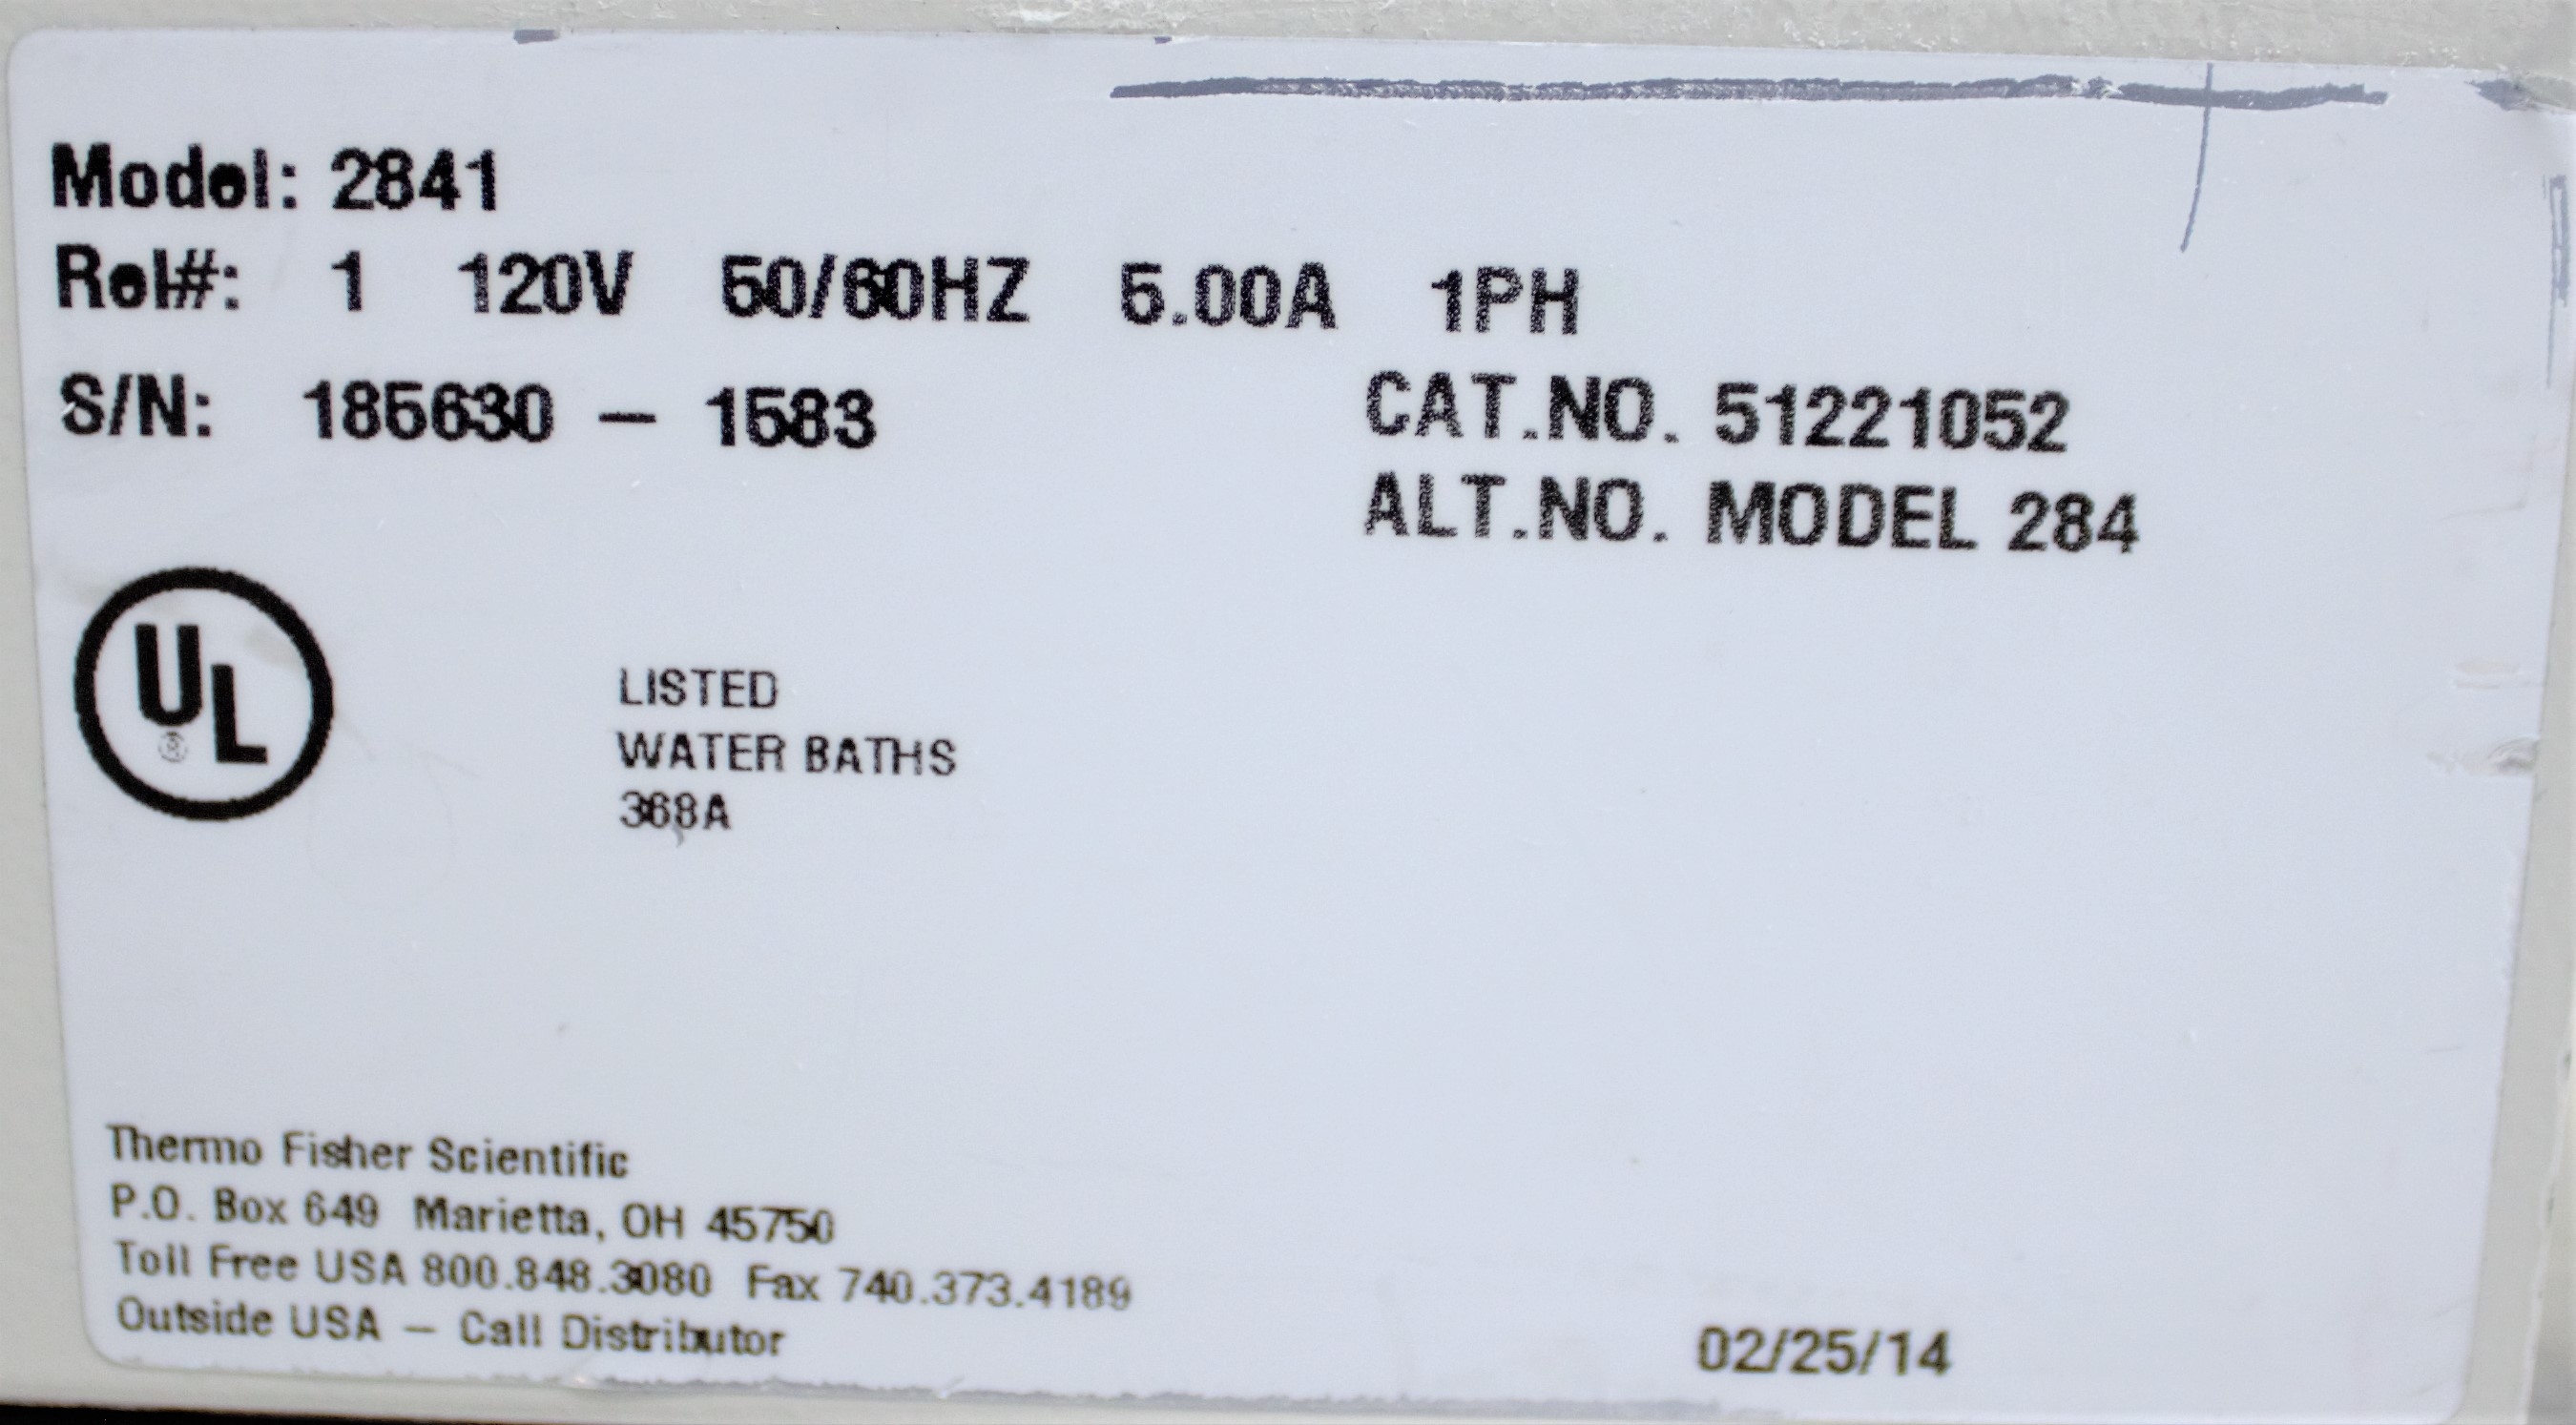 Model: 2841
Rel#: 1 120V 50/60HZ 5.00A 1PH
S/N: 185630 – 1583
CAT.NO. 51221052
ALT.NO. MODEL 284
UL
LISTED
WATER BATHS
368A
Thermo Fisher Scientific
P.O. Box 649 Marietta, OH 45750
Toll Free USA 800.848.3080 Fax 740.373.4189
Outside USA – Call Distributor
02/25/14